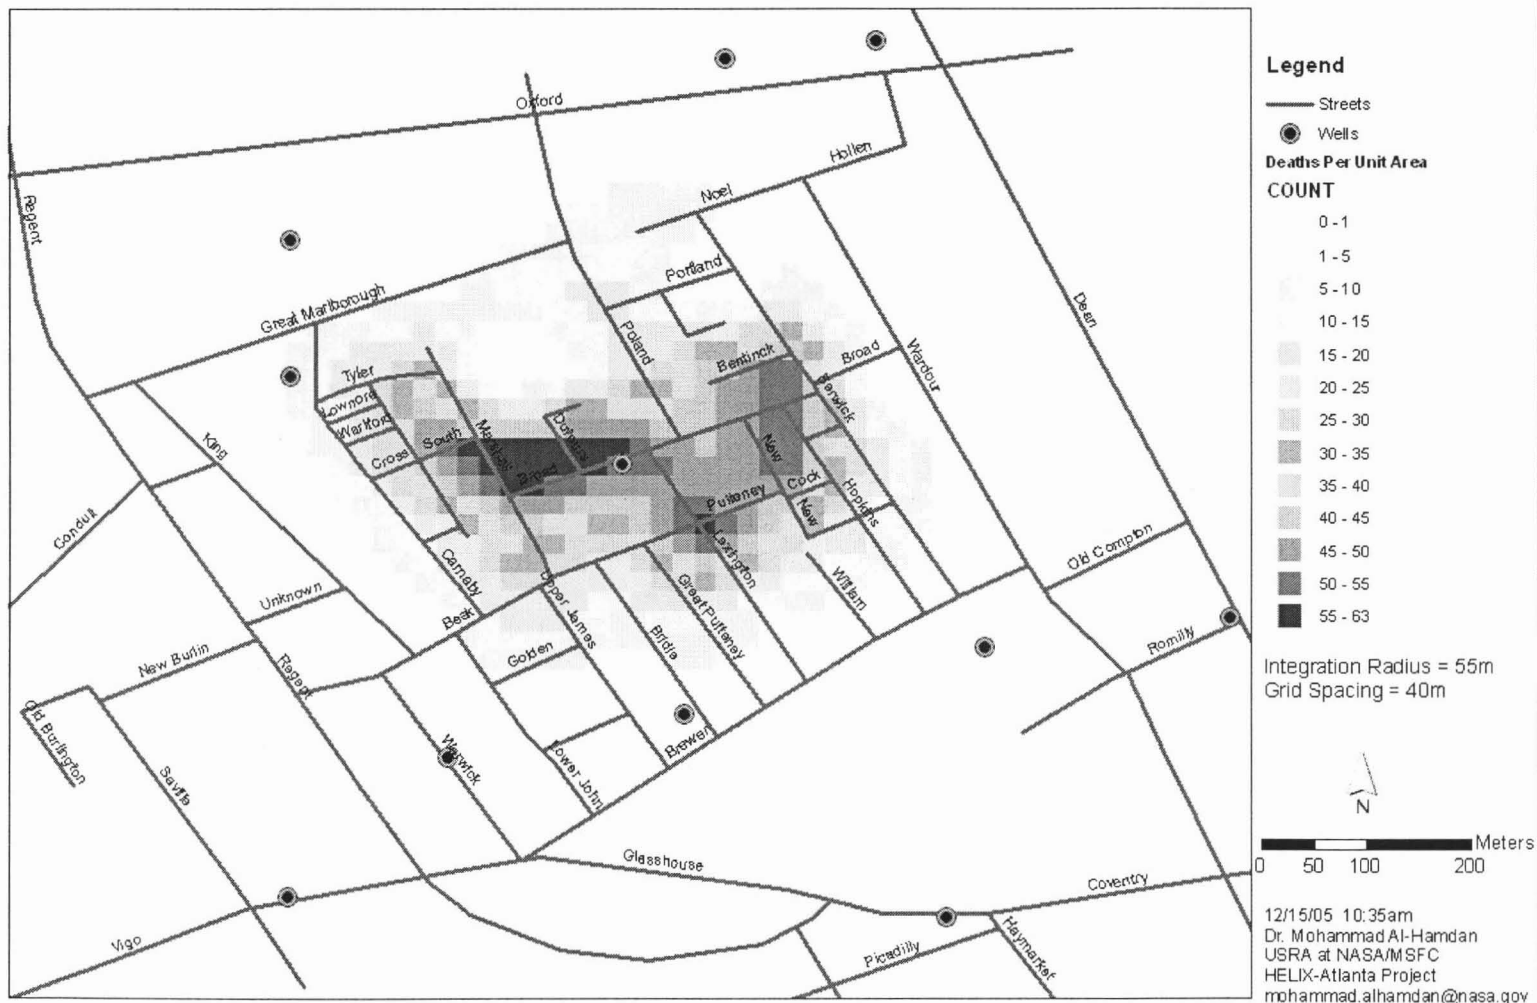 Oxford
Regent
Hollen
Noel
Portland
Great Marlborough
Dean
Poland
Wardour
Bentinck
Broad
Berwick
Tyler
Lownore
Warlford
Cross
South
Marshall
Dufours
Broad
New
Cock
Pulteney
New
Hopkins
King
Conduit
Carnaby
Lexington
William
Old Compton
Unknown
Beak
Upper James
Great Pulteney
Bridle
Golden
New Burlin
Regent
Romilly
Old Burlington
Saville
Warwick
Lower John
Brewer
Glasshouse
Coventry
Vigo
Picadilly
Haymarket
Legend
Streets
Wells
Deaths Per Unit Area
COUNT
0 - 1
1 - 5
5 - 10
10 - 15
15 - 20
20 - 25
25 - 30
30 - 35
35 - 40
40 - 45
45 - 50
50 - 55
55 - 63
Integration Radius = 55m
Grid Spacing = 40m
N
Meters
0 50 100 200
12/15/05 10:35am
Dr. Mohammad Al-Hamdan
USRA at NASA/MSFC
HELIX-Atlanta Project
mohammad.alhamdan@nasa.gov